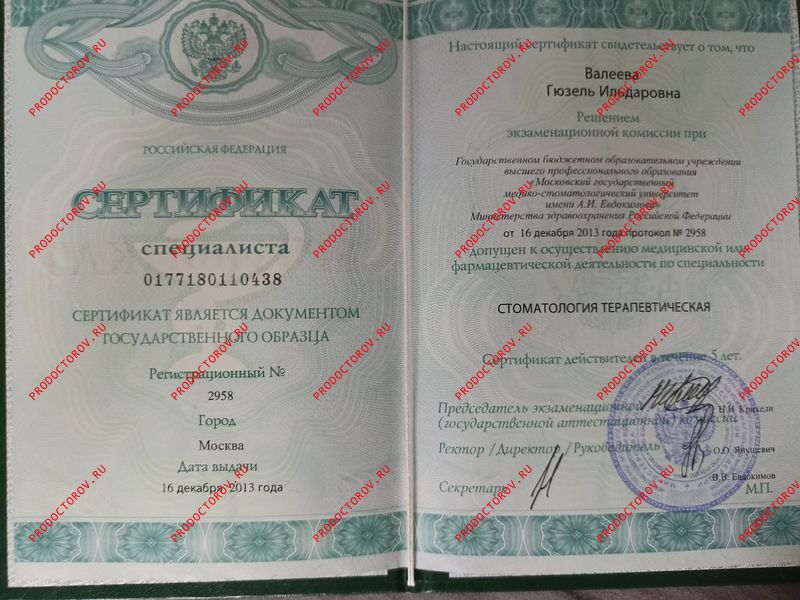 РОССИЙСКАЯ ФЕДЕРАЦИЯ
СЕРТИФИКАТ
специалиста
0177180110438
СЕРТИФИКАТ ЯВЛЯЕТСЯ ДОКУМЕНТОМ
ГОСУДАРСТВЕННОГО ОБРАЗЦА
Регистрационный №
2958
Город
Москва
Дата выдачи
16 декабря 2013 года
Настоящий сертификат свидетельствует о том, что
Валеева
Гюзель Ильдаровна
Решением
экзаменационной комиссии при
Государственном бюджетном образовательном учреждении
высшего профессионального образования
«Московский государственный
медико-стоматологический университет
имени А.И. Евдокимова»
Министерства здравоохранения Российской Федерации
от 16 декабря 2013 года протокол № 2958
допущен к осуществлению медицинской или
фармацевтической деятельности по специальности
СТОМАТОЛОГИЯ ТЕРАПЕВТИЧЕСКАЯ
Сертификат действителен в течение 5 лет.
Председатель экзаменационной
(государственной аттестационной) комиссии
Н.И. Крихели
Ректор /Директор /Руководитель
О.О. Янушевич
В.В. Евдокимов
Секретарь
М.П.
PRODOCTOROV.RU